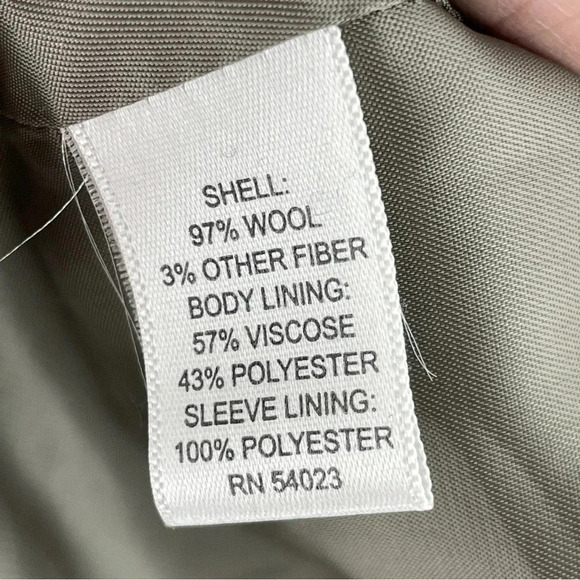 SHELL:
97% WOOL
3% OTHER FIBER
BODY LINING:
57% VISCOSE
43% POLYESTER
SLEEVE LINING:
100% POLYESTER
RN 54023